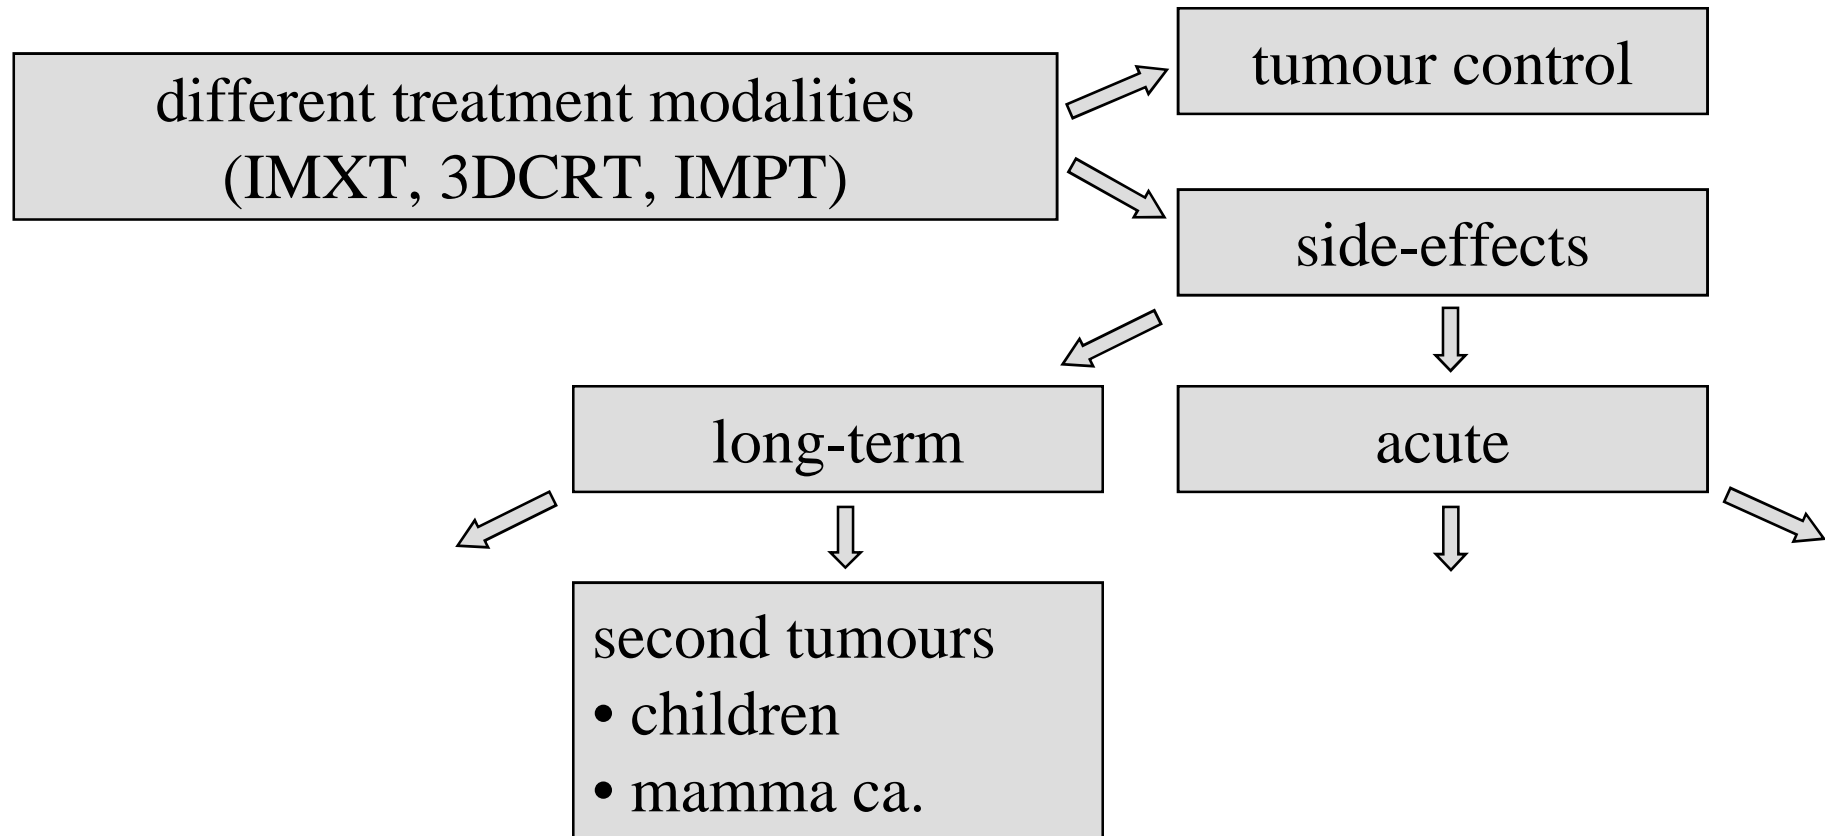 different treatment modalities
(IMXT, 3DCRT, IMPT)
tumour control
side-effects
long-term
acute
second tumours
• children
• mamma ca.